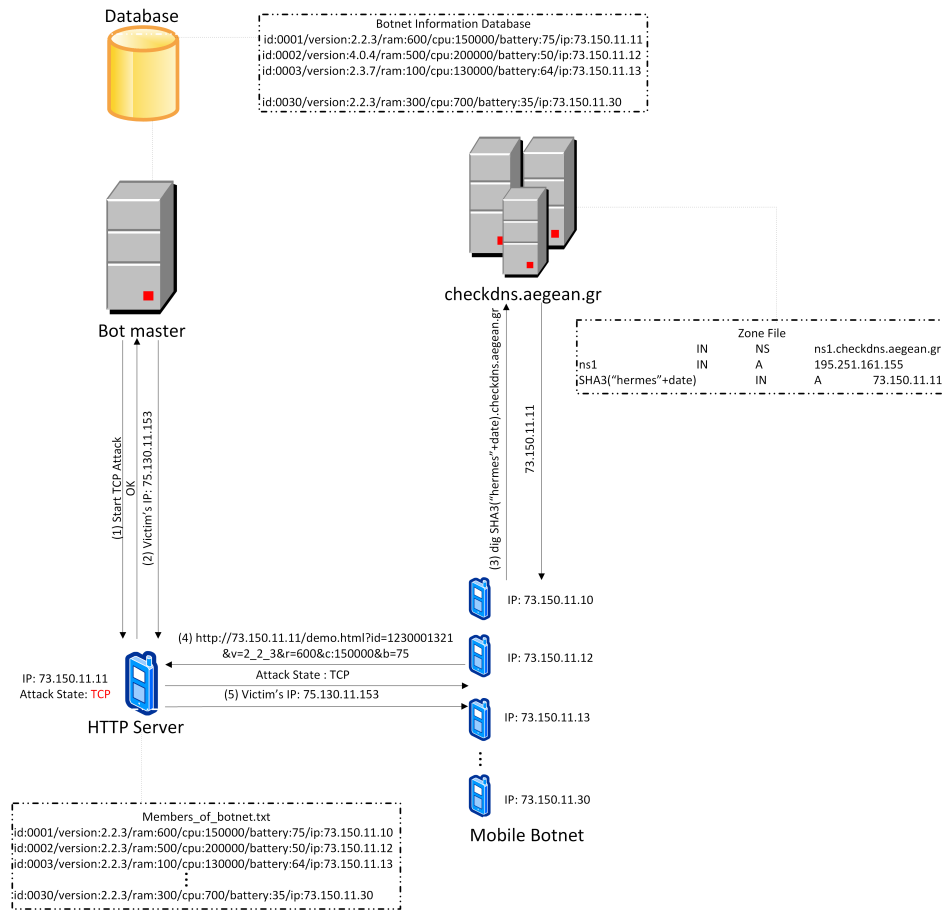 Database
Botnet Information Database
id:0001/version:2.2.3/ram:600/cpu:150000/battery:75/ip:73.150.11.11
id:0002/version:4.0.4/ram:500/cpu:200000/battery:50/ip:73.150.11.12
id:0003/version:2.3.7/ram:100/cpu:130000/battery:64/ip:73.150.11.13
id:0030/version:2.2.3/ram:300/cpu:700/battery:35/ip:73.150.11.30
checkdns.aegean.gr
Bot master
Zone File
IN NS ns1.checkdns.aegean.gr
ns1 IN A 195.251.161.155
SHA3("hermes"+date) IN A 73.150.11.11
(1) Start TCP Attack
OK
(2) Victim's IP: 75.130.11.153
(3) dig SHA3("hermes"+date).checkdns.aegean.gr
73.150.11.11
IP: 73.150.11.10
(4) http://73.150.11.11/demo.html?id=1230001321
&v=2_2_3&r=600&c:150000&b=75
IP: 73.150.11.12
Attack State : TCP
(5) Victim's IP: 75.130.11.153
IP: 73.150.11.11
Attack State: TCP
HTTP Server
IP: 73.150.11.13
IP: 73.150.11.30
Mobile Botnet
Members_of_botnet.txt
id:0001/version:2.2.3/ram:600/cpu:150000/battery:75/ip:73.150.11.10
id:0002/version:2.2.3/ram:500/cpu:200000/battery:50/ip:73.150.11.12
id:0003/version:2.2.3/ram:100/cpu:130000/battery:64/ip:73.150.11.13
id:0030/version:2.2.3/ram:300/cpu:700/battery:35/ip:73.150.11.30